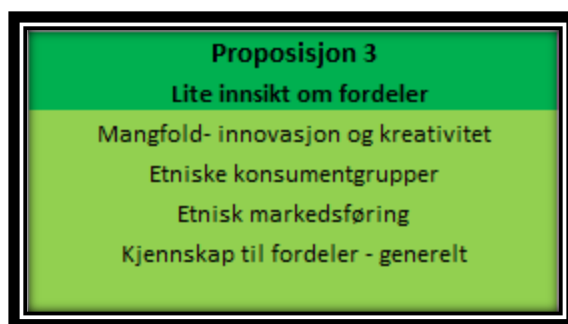 Proposisjon 3
Lite innsikt om fordeler
Mangfold- innovasjon og kreativitet
Etniske konsumentgrupper
Etnisk markedsføring
Kjennskap til fordeler - generelt